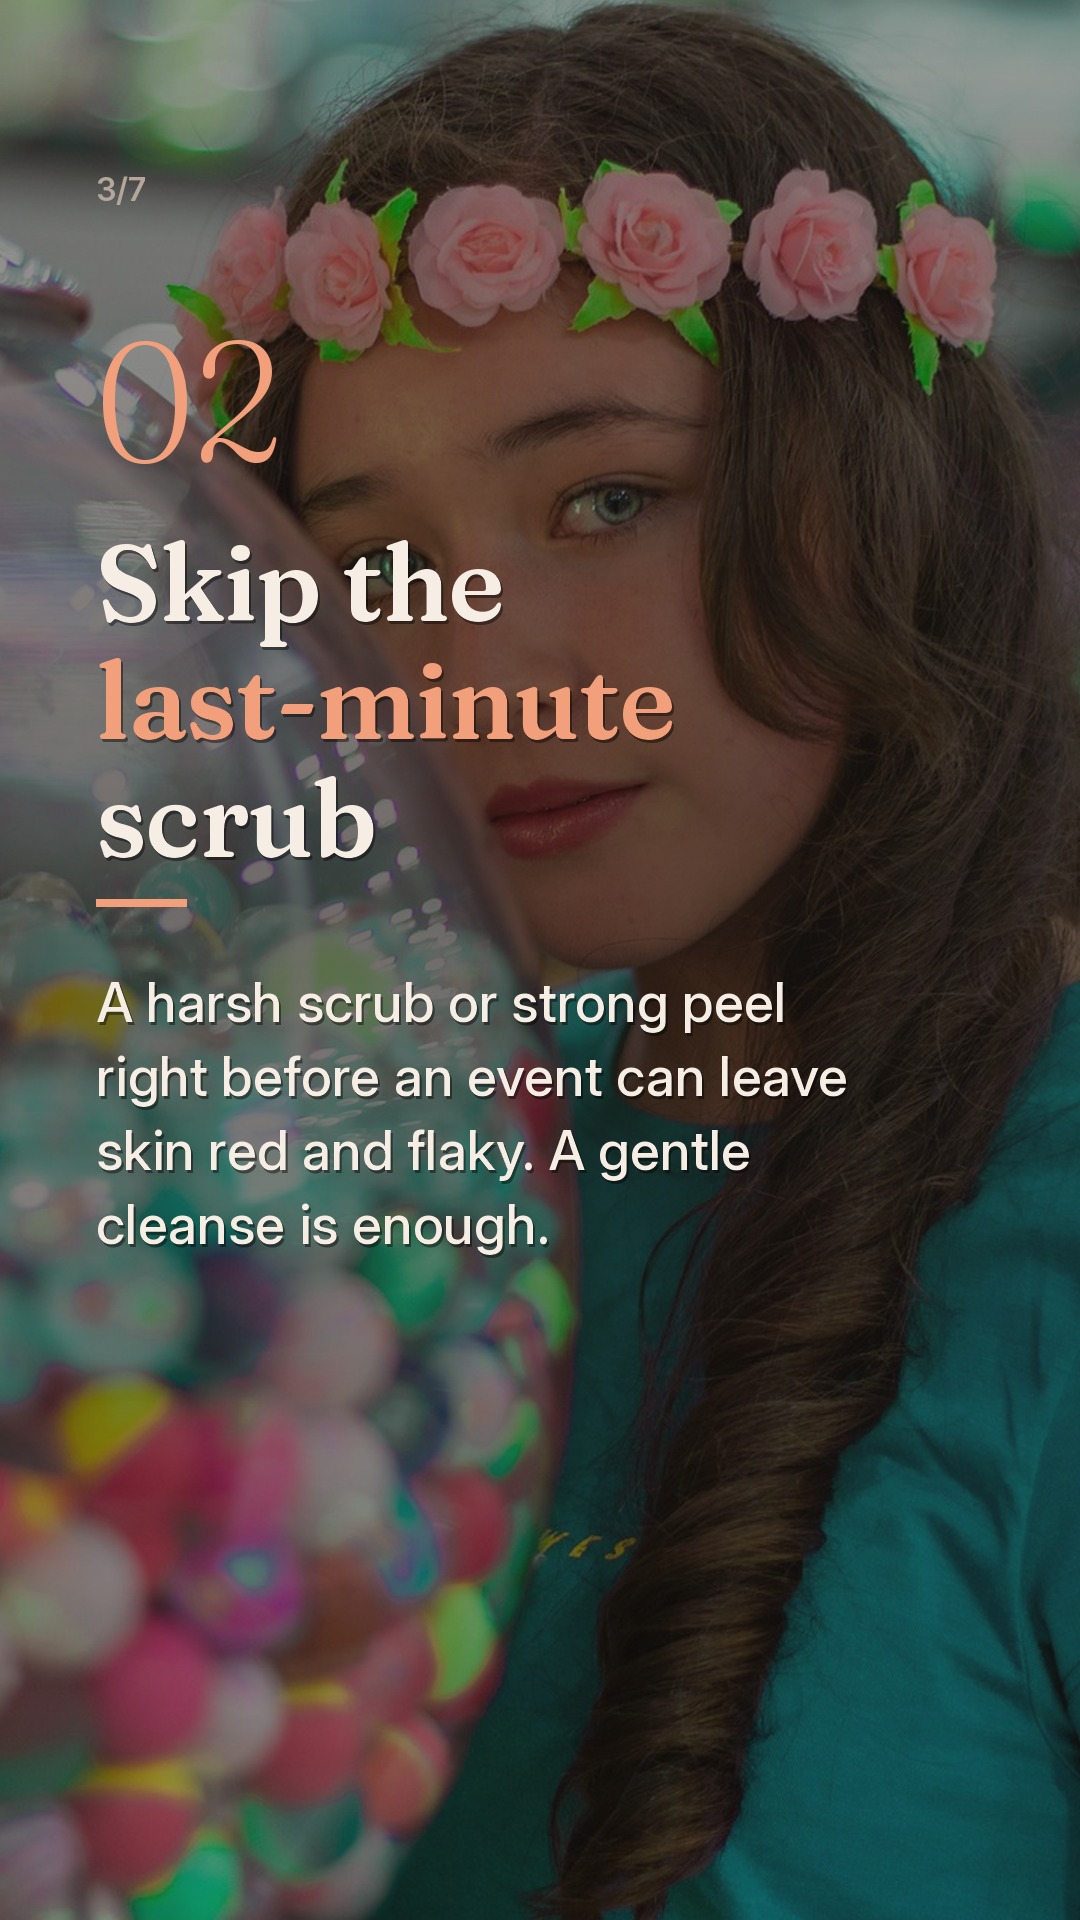 3/7
02
Skip the
last-minute
scrub
A harsh scrub or strong peel
right before an event can leave
skin red and flaky. A gentle
cleanse is enough.